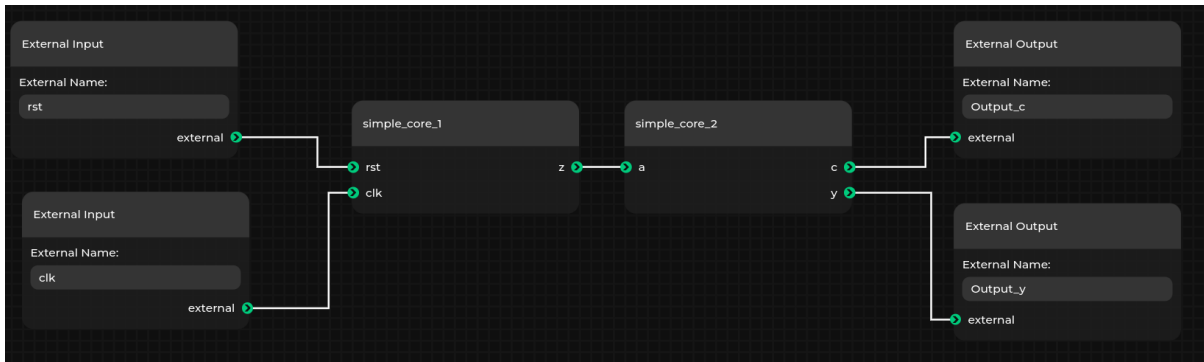 External Input
External Name:
rst
external
External Input
External Name:
clk
external
simple_core_1
rst
z
clk
simple_core_2
a
c
y
External Output
External Name:
Output_c
external
External Output
External Name:
Output_y
external